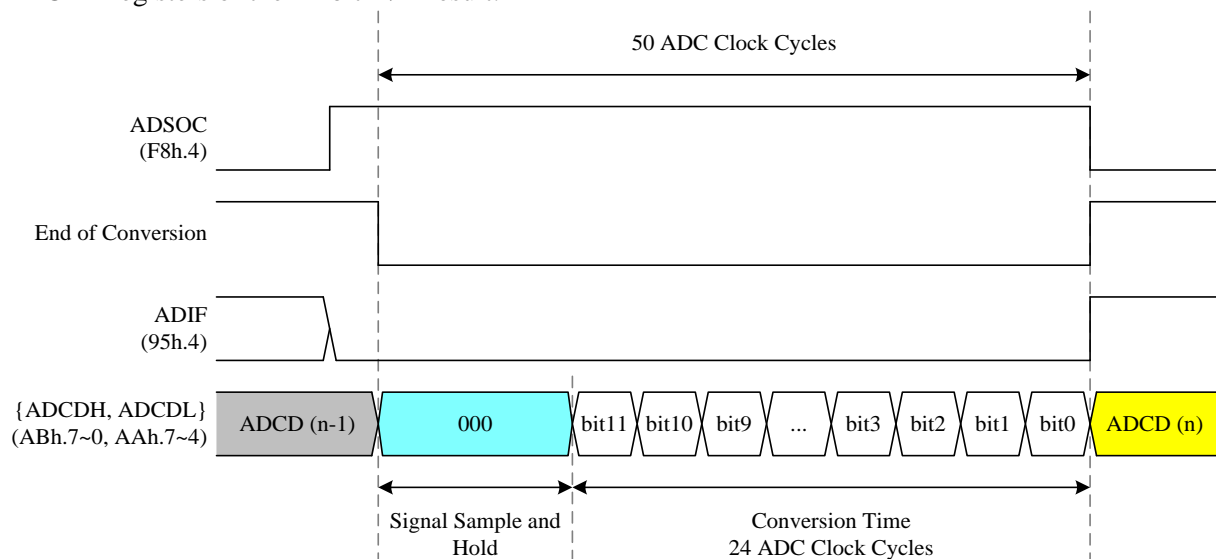 50 ADC Clock Cycles
ADSOC
(F8h.4)
End of Conversion
ADIF
(95h.4)
{ADCDH, ADCDL}
(ABh.7~0, AAh.7~4)
ADCD (n-1)
000
bit11
bit10
bit9
...
bit3
bit2
bit1
bit0
ADCD (n)
Signal Sample and
Hold
Conversion Time
24 ADC Clock Cycles